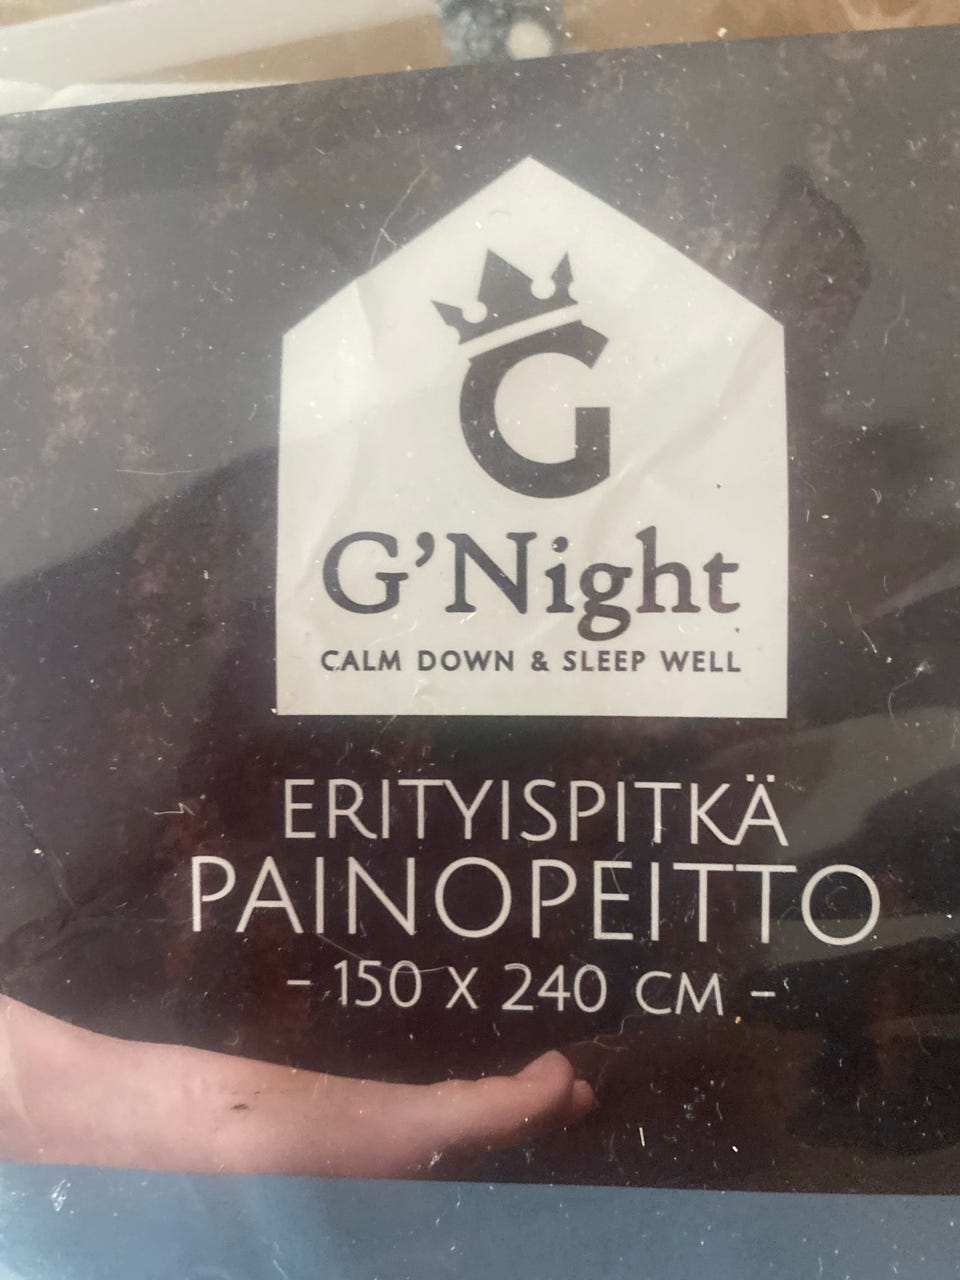 G
G'Night
CALM DOWN & SLEEP WELL
ERITYISPITKÄ
PAINOPEITTO
- 150 X 240 CM -